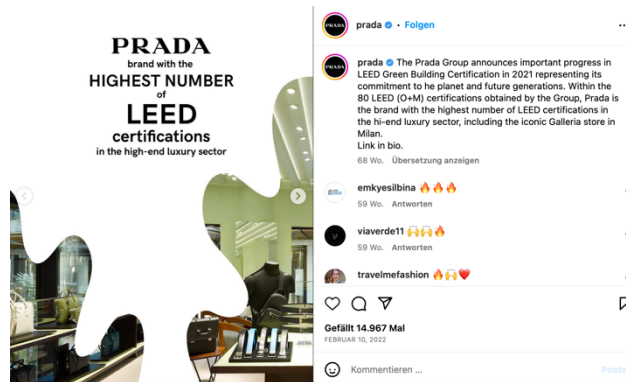 PRADA
brand with the
HIGHEST NUMBER
of
LEED
certifications
in the high-end luxury sector
PRADA
prada • Folgen
PRADA
prada The Prada Group announces important progress in
LEED Green Building Certification in 2021 representing its
commitment to he planet and future generations. Within the
80 LEED (O+M) certifications obtained by the Group, Prada is
the brand with the highest number of LEED certifications in
the hi-end luxury sector, including the iconic Galleria store in
Milan.
Link in bio.
68 Wo. Übersetzung anzeigen
emkyesilbina 🔥🔥🔥
59 Wo. Antworten
viaverde11 🙌🙌🔥
59 Wo. Antworten
travelmefashion 🔥🙌❤️
Gefällt 14.967 Mal
FEBRUAR 10, 2022
Kommentieren ...
Poste